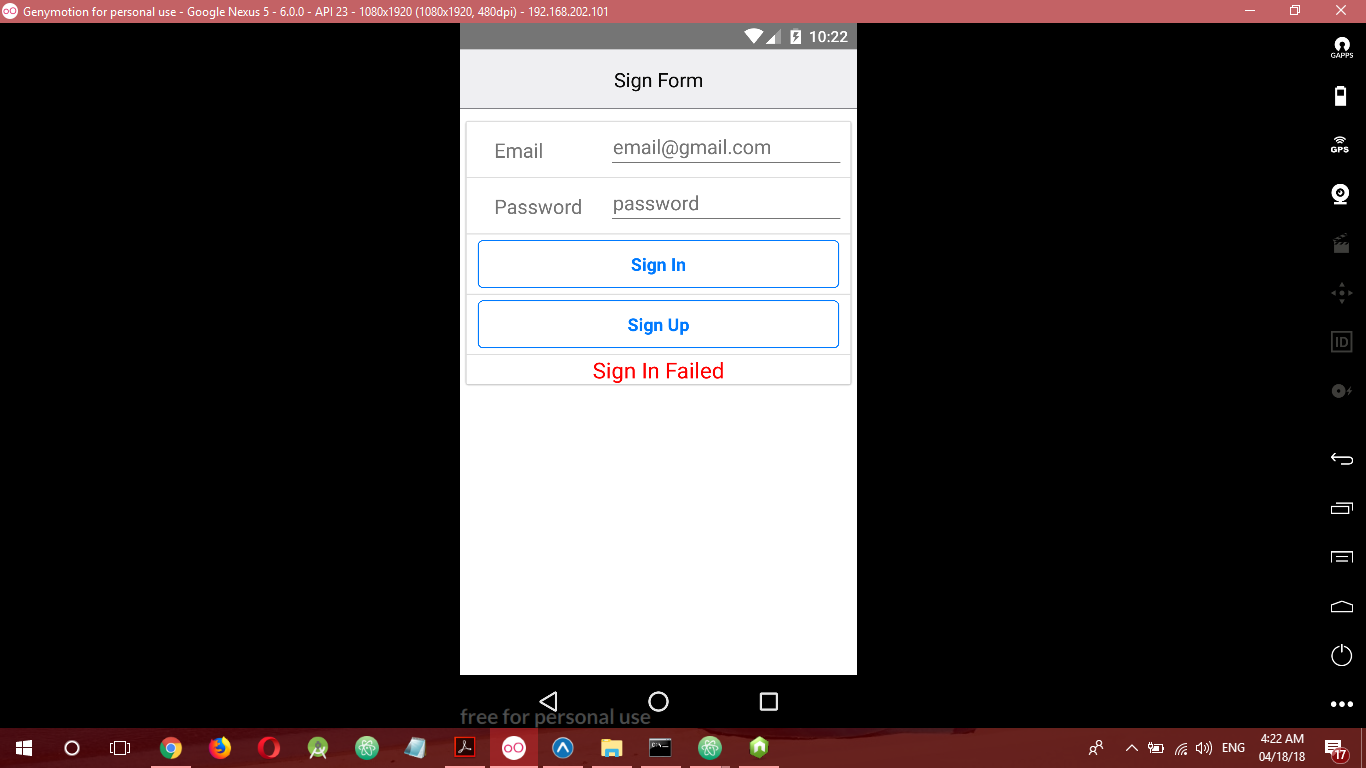 Genymotion for personal use - Google Nexus 5 - 6.0.0 - API 23 - 1080x1920 (1080x1920, 480dpi) - 192.168.202.101
10:22
GAPPS
Sign Form
Email
email@gmail.com
GPS
Password
password
Sign In
Sign Up
ID
Sign In Failed
free for personal use
ENG
4:22 AM
04/18/18
17